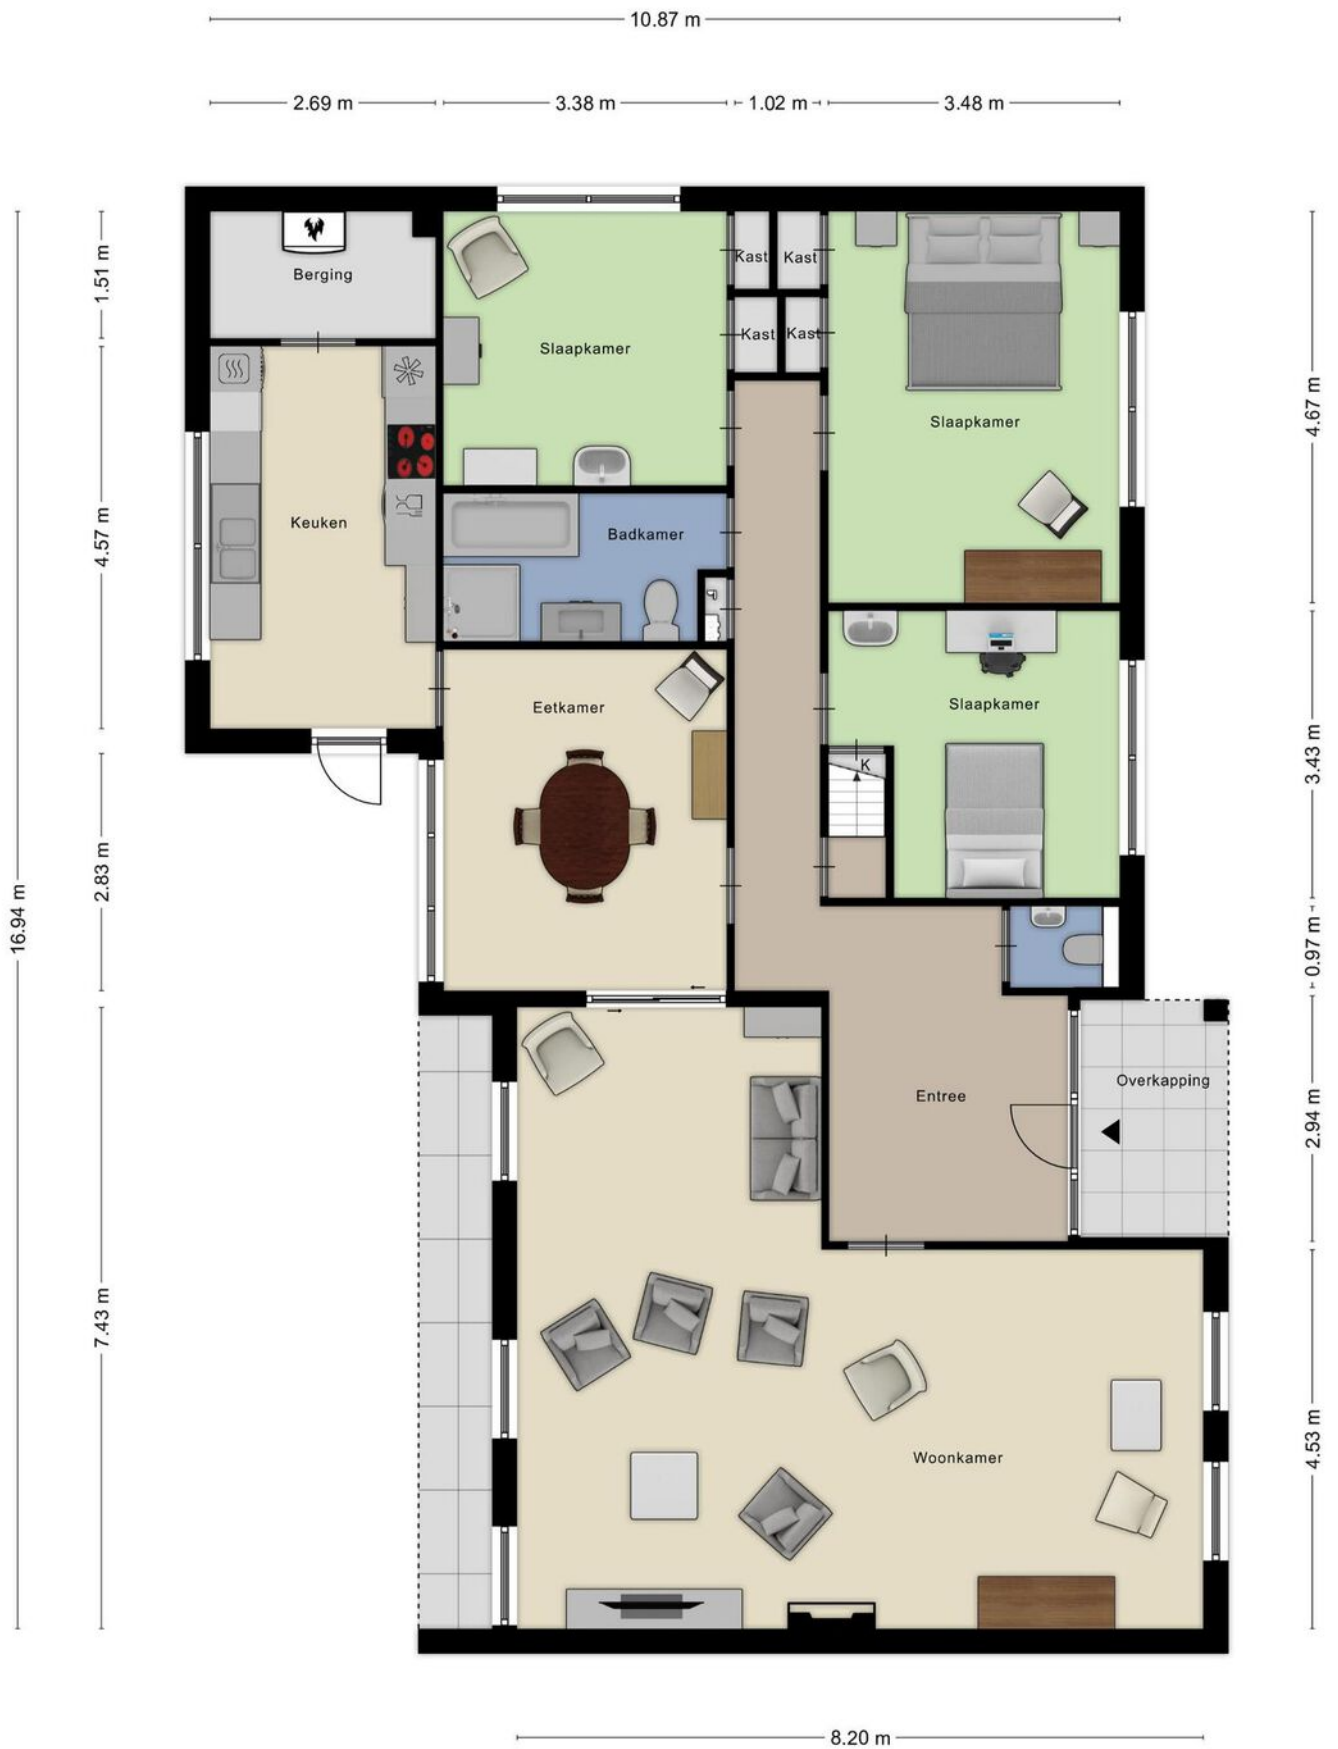 10.87 m
2.69 m
3.38 m
1.02 m
3.48 m
1.51 m
Berging
Kast
Kast
Slaapkamer
Kast
Kast
4.67 m
Slaapkamer
4.57 m
Keuken
Badkamer
Eetkamer
Slaapkamer
3.43 m
K
2.83 m
16.94 m
0.97 m
Overkapping
Entree
2.94 m
7.43 m
4.53 m
Woonkamer
8.20 m